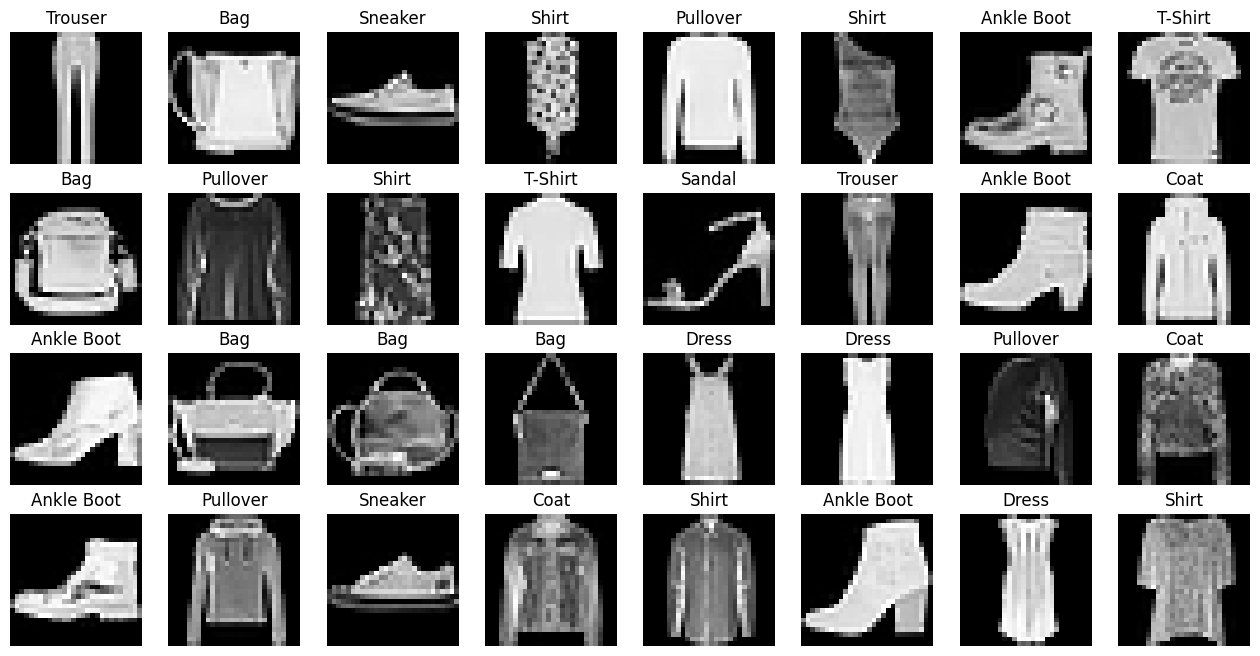 Trouser Bag Sneaker Shirt Pullover Shirt Ankle Boot T-Shirt
Bag Pullover Shirt T-Shirt Sandal Trouser Ankle Boot Coat
Ankle Boot Bag Bag Bag Dress Dress Pullover Coat
Ankle Boot Pullover Sneaker Coat Shirt Ankle Boot Dress Shirt